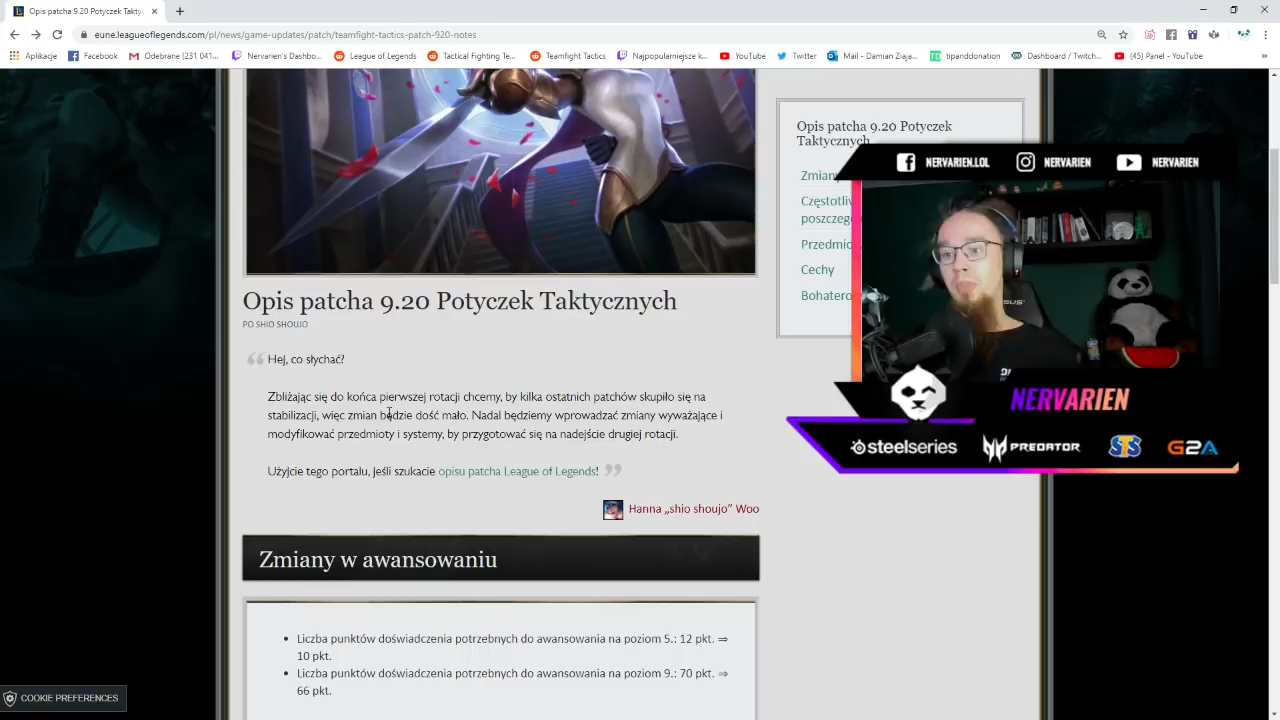 Opis patcha 9.20 Potyczek Ta
eune.leagueoflegends.com/pl/news/game-updates/patch/teamfight-tactics-patch-920-notes
Aplikacje Facebook Odebrane (231 041... Nervarien's Dashbo... League of Legends Tactical Fighting Te... Teamfight Tactics Najpopularniejsze k... YouTube Twitter Mail - Damian Ziaja... tipanddonation Dashboard / Twitch... (45) Panel - YouTube »
Opis patcha 9.20 Potyczek
Taktycznych
Zmiany
Częstotliw
poszczegó
Przedmio
Cechy
Bohatero
NERVARIEN.LOL NERVARIEN NERVARIEN
NERVARIEN
steelseries PREDATOR STS G2A
Opis patcha 9.20 Potyczek Taktycznych
PO SHIO SHOUJO
Hej, co słychać?
Zbliżając się do końca pierwszej rotacji chcemy, by kilka ostatnich patchów skupiło się na
stabilizacji, więc zmian będzie dość mało. Nadal będziemy wprowadzać zmiany wyważające i
modyfikować przedmioty i systemy, by przygotować się na nadejście drugiej rotacji.
Użyjcie tego portalu, jeśli szukacie opisu patcha League of Legends!
Hanna „shio shoujo” Woo
Zmiany w awansowaniu
• Liczba punktów doświadczenia potrzebnych do awansowania na poziom 5.: 12 pkt. ⇒
10 pkt.
• Liczba punktów doświadczenia potrzebnych do awansowania na poziom 9.: 70 pkt. ⇒
66 pkt.
COOKIE PREFERENCES